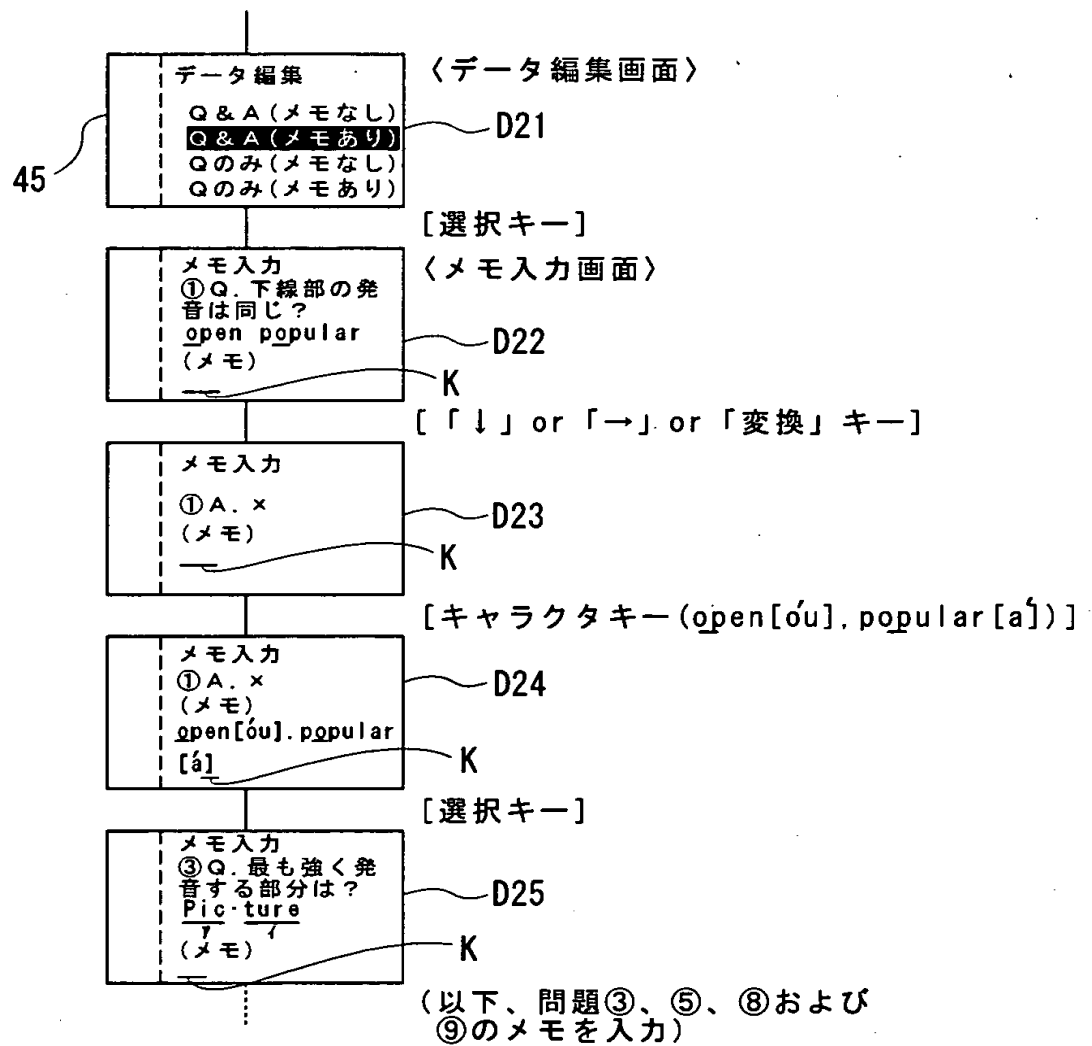 データ編集
Q&A(メモなし)
Q&A(メモあり)
Qのみ(メモなし)
Qのみ(メモあり)
〈データ編集画面〉
D21
45
[選択キー]
メモ入力
①Q.下線部の発
音は同じ?
open popular
(メモ)
〈メモ入力画面〉
D22
K
[「↓」or「→」or「変換」キー]
メモ入力
①A.×
(メモ)
D23
K
[キャラクタキー(open[óu],popular[á])]
メモ入力
①A.×
(メモ)
open[óu].popular
[á]
D24
K
[選択キー]
メモ入力
③Q.最も強く発
音する部分は?
Pic·ture
ア イ
(メモ)
D25
K
(以下、問題③、⑤、⑧および
⑨のメモを入力)